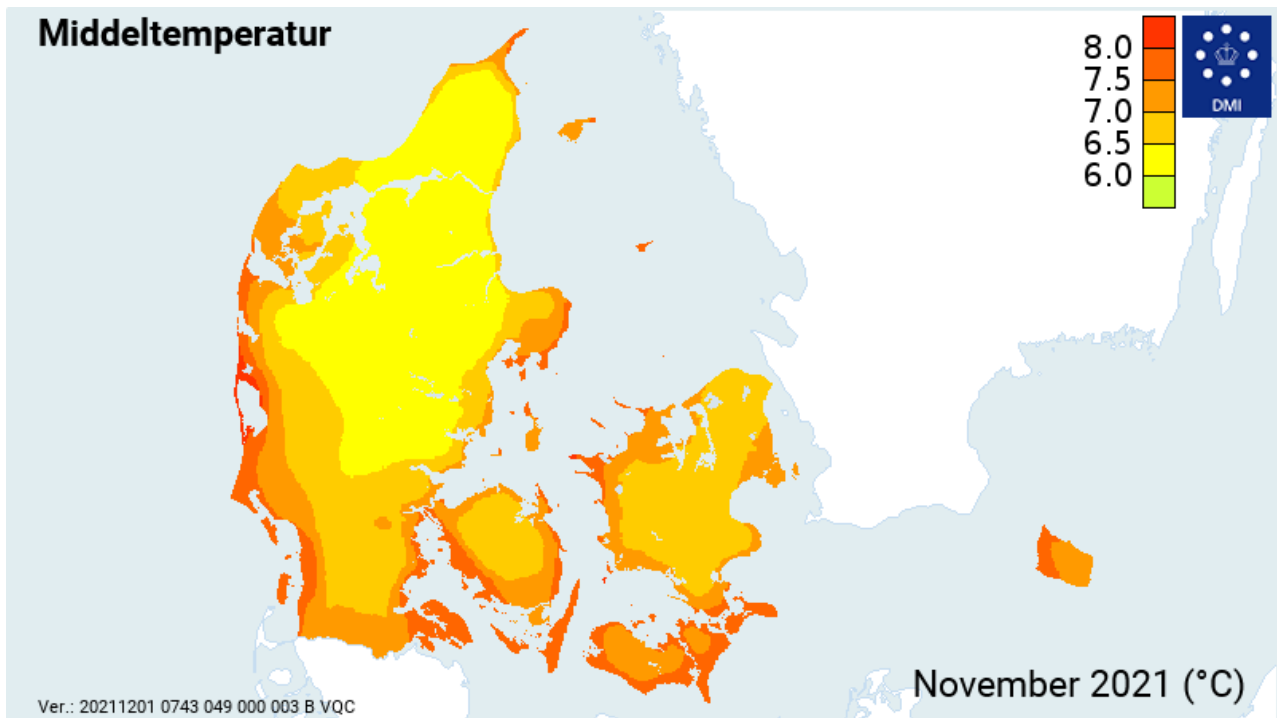 Middeltemperatur
8.0
7.5
7.0
6.5
6.0
DMI
November 2021 (°C)
Ver.: 20211201 0743 049 000 003 B VQC